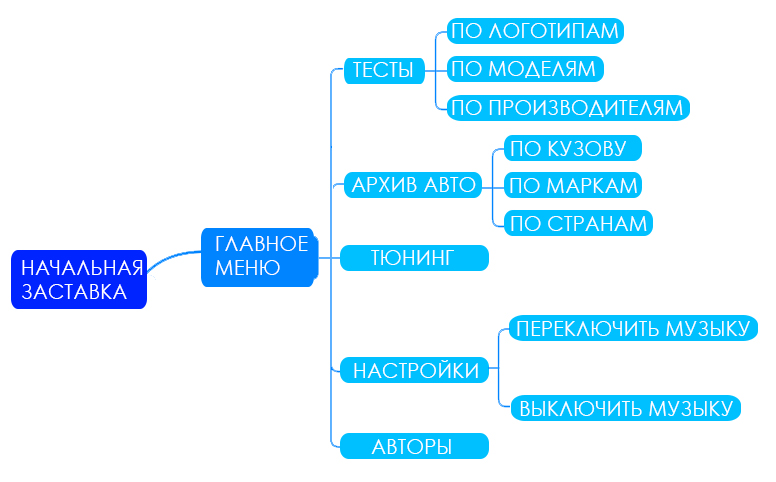 НАЧАЛЬНАЯ
ЗАСТАВКА
ГЛАВНОЕ
МЕНЮ
ТЕСТЫ
ПО ЛОГОТИПАМ
ПО МОДЕЛЯМ
ПО ПРОИЗВОДИТЕЛЯМ
АРХИВ АВТО
ПО КУЗОВУ
ПО МАРКАМ
ПО СТРАНАМ
ТЮНИНГ
НАСТРОЙКИ
ПЕРЕКЛЮЧИТЬ МУЗЫКУ
ВЫКЛЮЧИТЬ МУЗЫКУ
АВТОРЫ